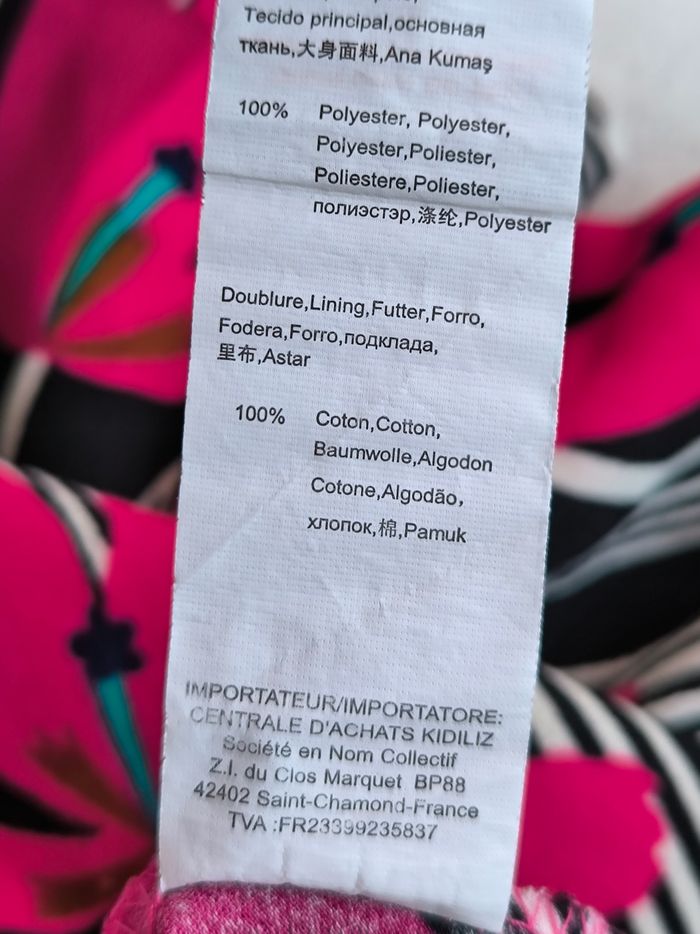 Tecido principal,основная
ткань,大身面料,Ana Kumaş
100% Polyester, Polyester,
Polyester,Poliester,
Poliestere,Poliester,
полиэстэр,涤纶,Polyester
Doublure,Lining,Futter,Forro,
Fodera,Forro,подклада,
里布,Astar
100% Coton,Cotton,
Baumwolle,Algodon
Cotone,Algodão,
хлопок,棉,Pamuk
IMPORTATEUR/IMPORTATORE:
CENTRALE D'ACHATS KIDILIZ
Société en Nom Collectif
Z.I. du Clos Marquet BP88
42402 Saint-Chamond-France
TVA :FR23399235837